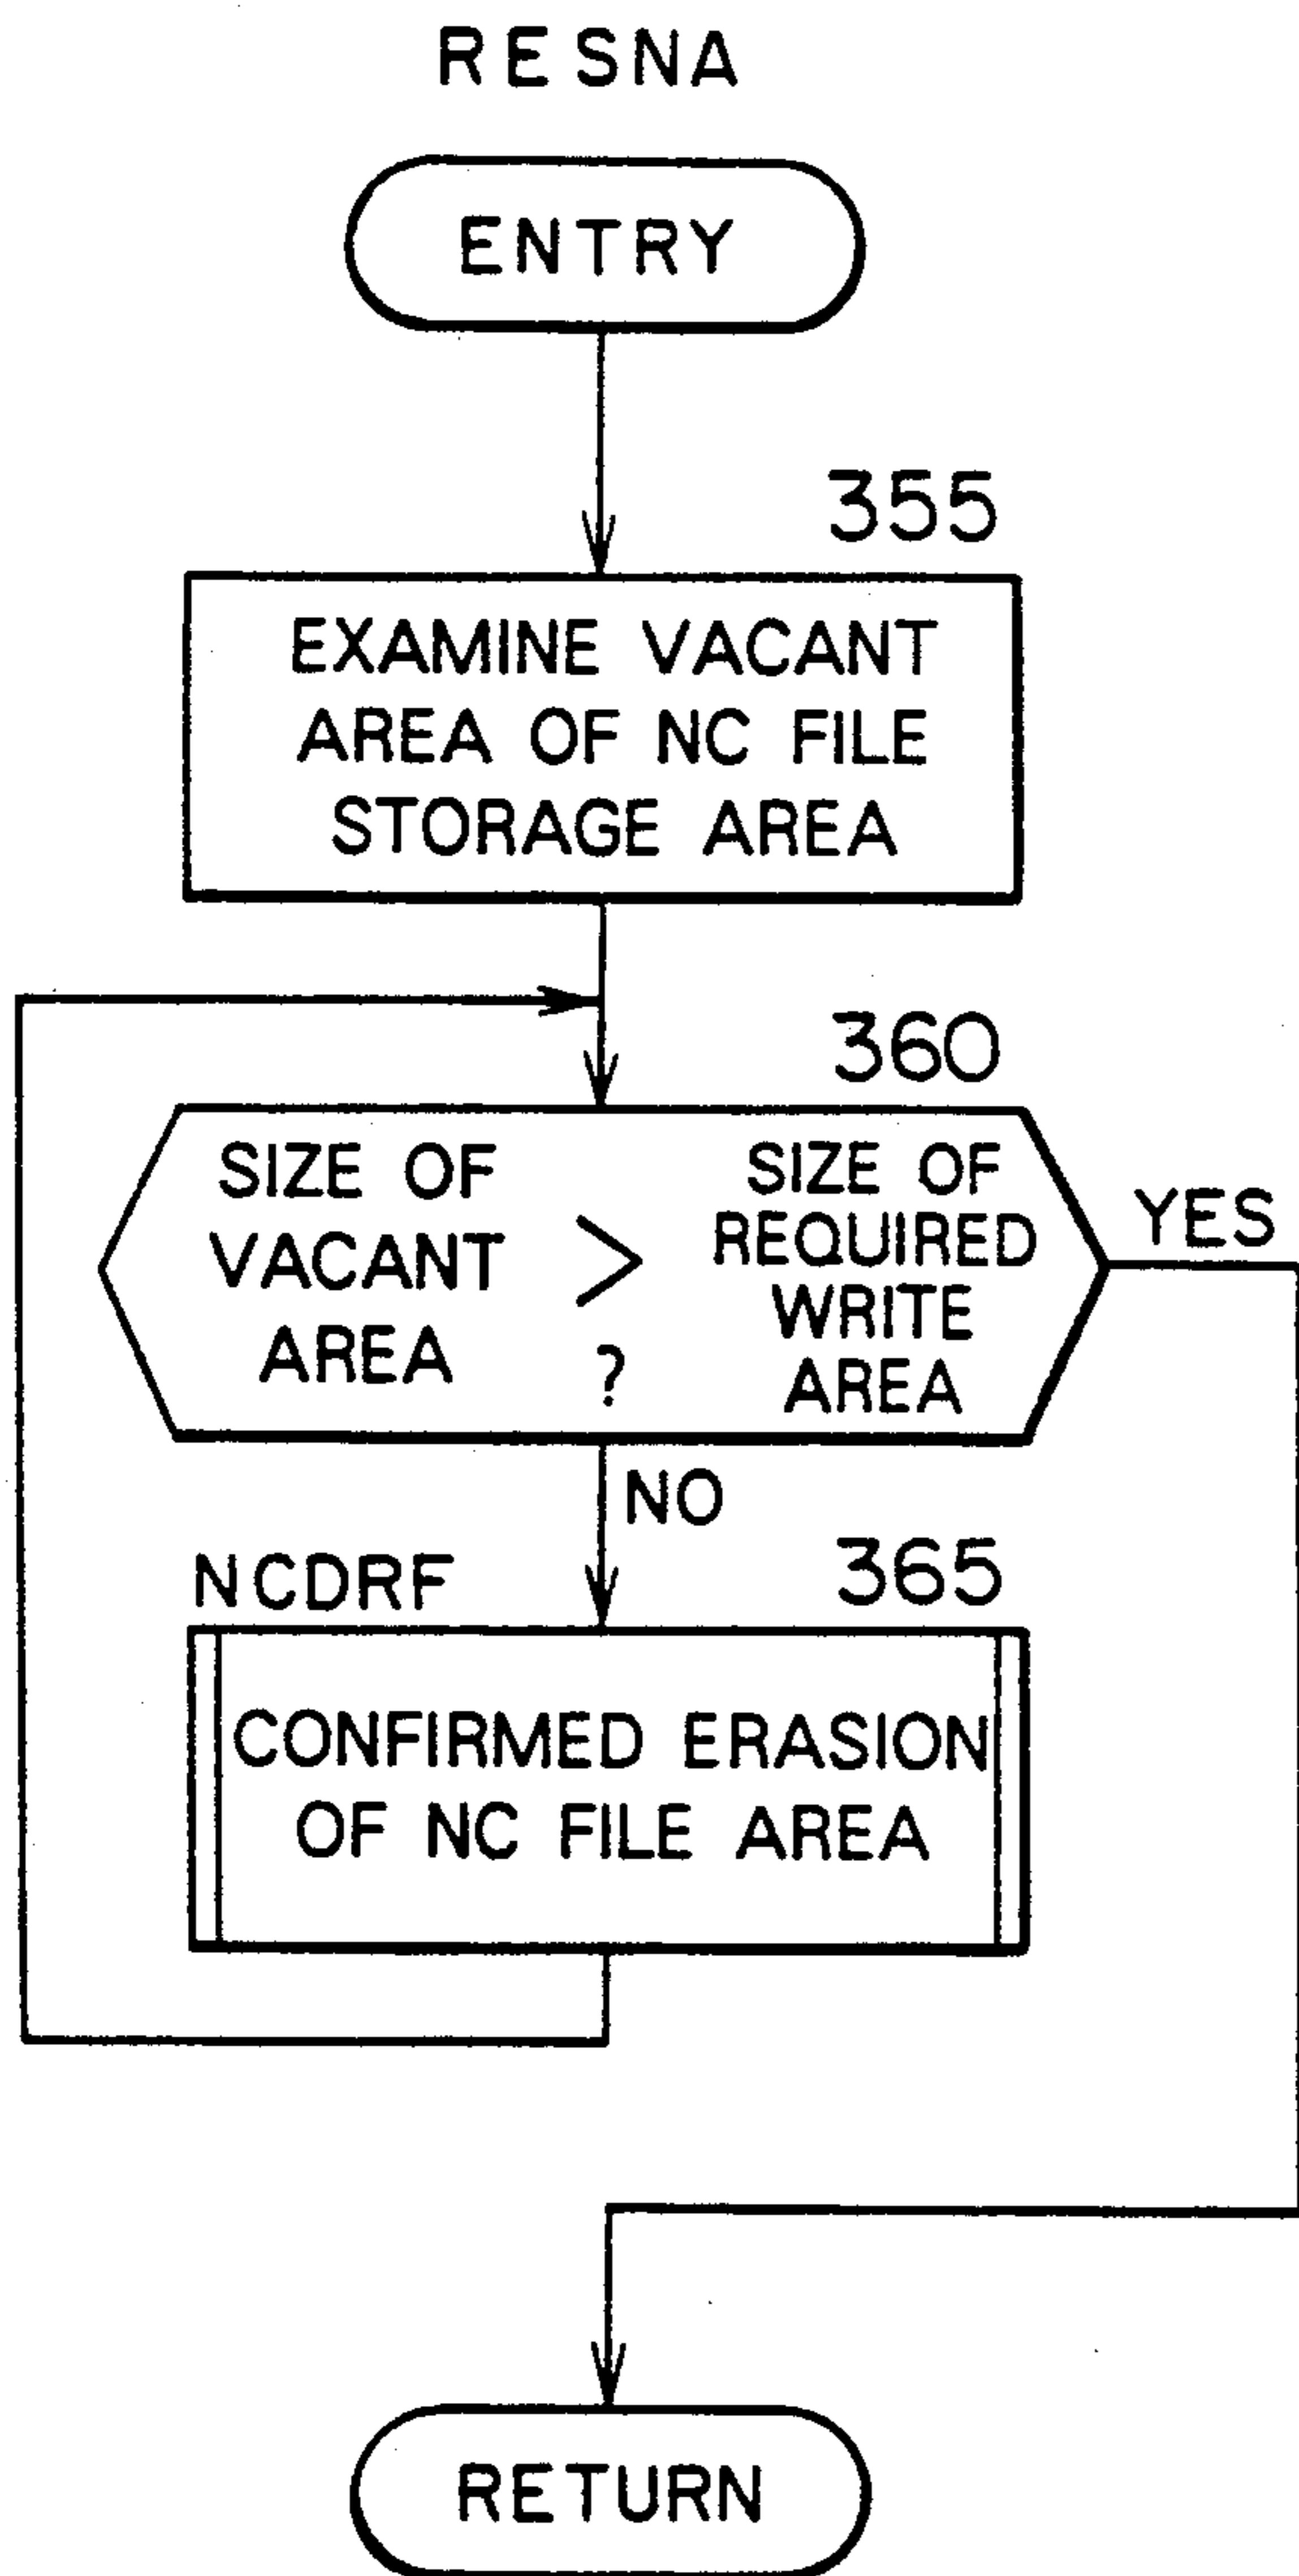 RESNA
ENTRY
355
EXAMINE VACANT
AREA OF NC FILE
STORAGE AREA
360
SIZE OF
VACANT
AREA
>
?
SIZE OF
REQUIRED
WRITE
AREA
YES
NO
NCDRF
365
CONFIRMED ERASION
OF NC FILE AREA
RETURN